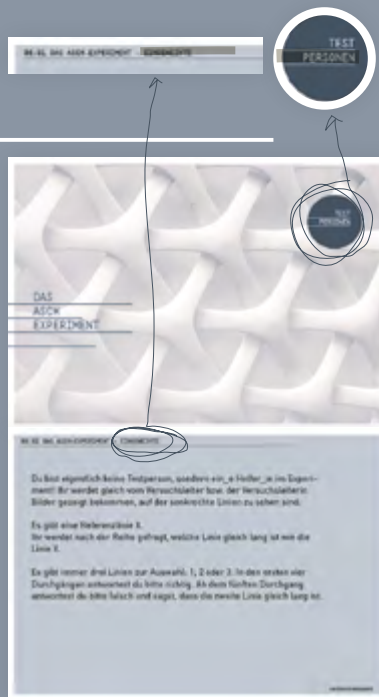 DAS ASCH EXPERIMENT EINGEWEIHTE
TEST
PERSONEN
TEST
PERSONEN
DAS
ASCH
EXPERIMENT
DAS ASCH EXPERIMENT EINGEWEIHTE
Du bist eigentlich keine Testperson, sondern ein_e Helfer_in im Experi-
ment! Ihr werdet gleich vom Versuchsleiter bzw. der Versuchsleiterin
Bilder gezeigt bekommen, auf der senkrechte Linien zu sehen sind.
Es gibt eine Referenzlinie X.
Ihr werdet nach der Reihe gefragt, welche Linie gleich lang ist wie die
Linie X.
Es gibt immer drei Linien zur Auswahl: 1, 2 oder 3. In den ersten vier
Durchgängen antwortest du bitte richtig. Ab dem fünften Durchgang
antwortest du bitte falsch und sagst, dass die zweite Linie gleich lang ist.